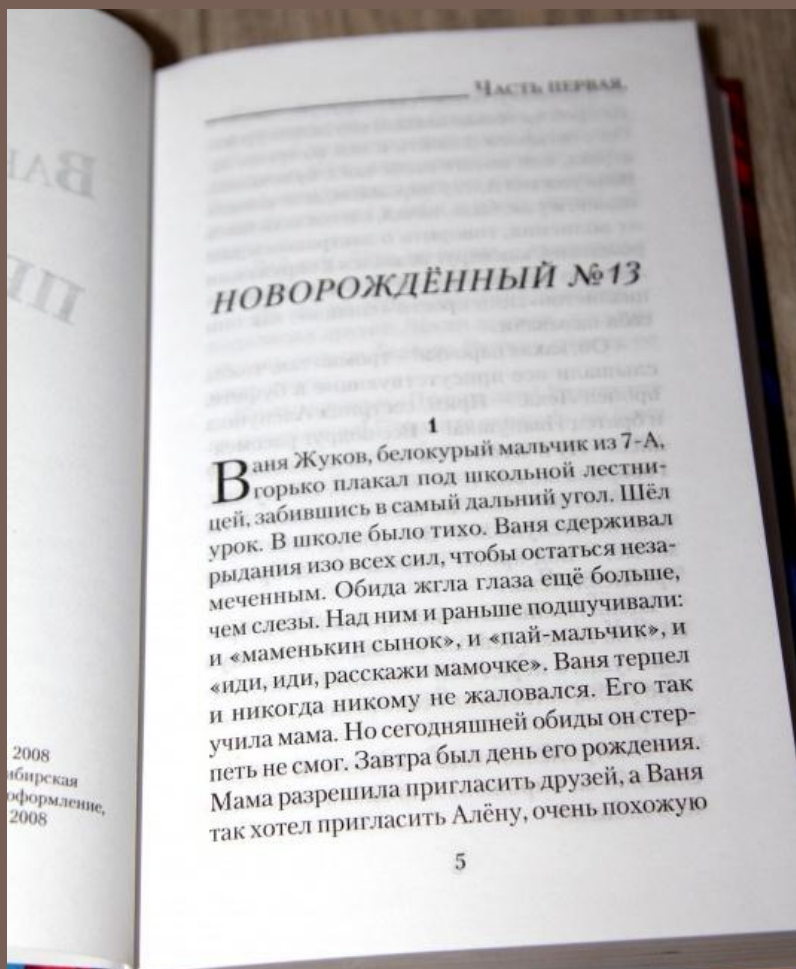 2008
ибирская
оформление,
2008
Часть первая.
НОВОРОЖДЁННЫЙ №13
1
Ваня Жуков, белокурый мальчик из 7-А,
горько плакал под школьной лестни-
цей, забившись в самый дальний угол. Шёл
урок. В школе было тихо. Ваня сдерживал
рыдания изо всех сил, чтобы остаться неза-
меченным. Обида жгла глаза ещё больше,
чем слезы. Над ним и раньше подшучивали:
и «маменькин сынок», и «пай-мальчик», и
«иди, иди, расскажи мамочке». Ваня терпел
и никогда никому не жаловался. Его так
учила мама. Но сегодняшней обиды он стер-
петь не смог. Завтра был день его рождения.
Мама разрешила пригласить друзей, а Ваня
так хотел пригласить Алёну, очень похожую
5